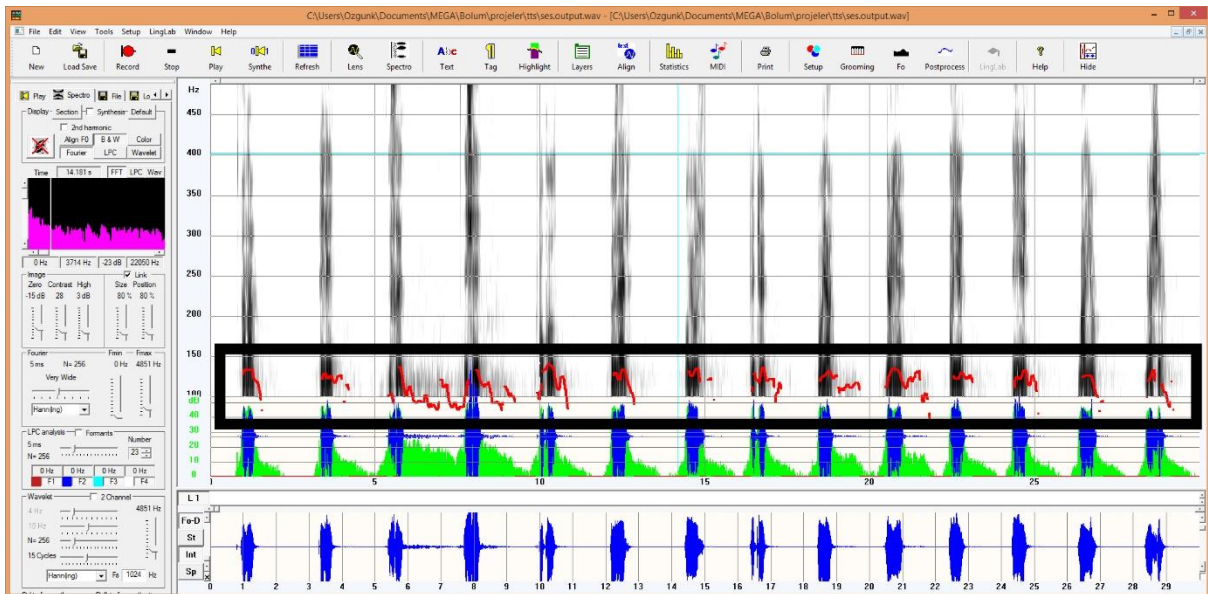 C:\Users\Ozgunk\Documents\MEGA\Bolum\projeler\tts\ses.output.wav - [C:\Users\Ozgunk\Documents\MEGA\Bolum\projeler\tts\ses.output.wav]
File Edit View Tools Setup LingLab Window Help
New Load Save Record Stop Play Synthe Refresh Lens Spectro Text Tag Highlight Layers Align Statistics MIDI Print Setup Grooming Fo Postprocess LingLab Help Hide
Play Spectro File Lo
Display Section Synthesis Default
2nd harmonic
Align F0 B & W Color
Fourier LPC Wavelet
Time 14.181 s FFT LPC Wav
0 Hz 3714 Hz -23 dB 22050 Hz
Image Link
Zero Contrast High Size Position
-15 dB 28 3 dB 80 % 80 %
Fourier Fmin Fmax
5 ms N= 256 0 Hz 4851 Hz
Very Wide
Hann(ing)
LPC analysis Formants
5 ms Number
N= 256 23
0 Hz 0 Hz 0 Hz 0 Hz
F1 F2 F3 F4
Wavelet 2 Channel
4 Hz 4851 Hz
10 Hz
N= 256
15 Cycles
Hann(ing) Fs 1024 Hz
Hz
450
400
350
300
250
200
150
100
dB
40
30
20
10
0
5 10 15 20 25
L 1
Fo-D
St
Int
Sp
0 1 2 3 4 5 6 7 8 9 10 11 12 13 14 15 16 17 18 19 20 21 22 23 24 25 26 27 28 29